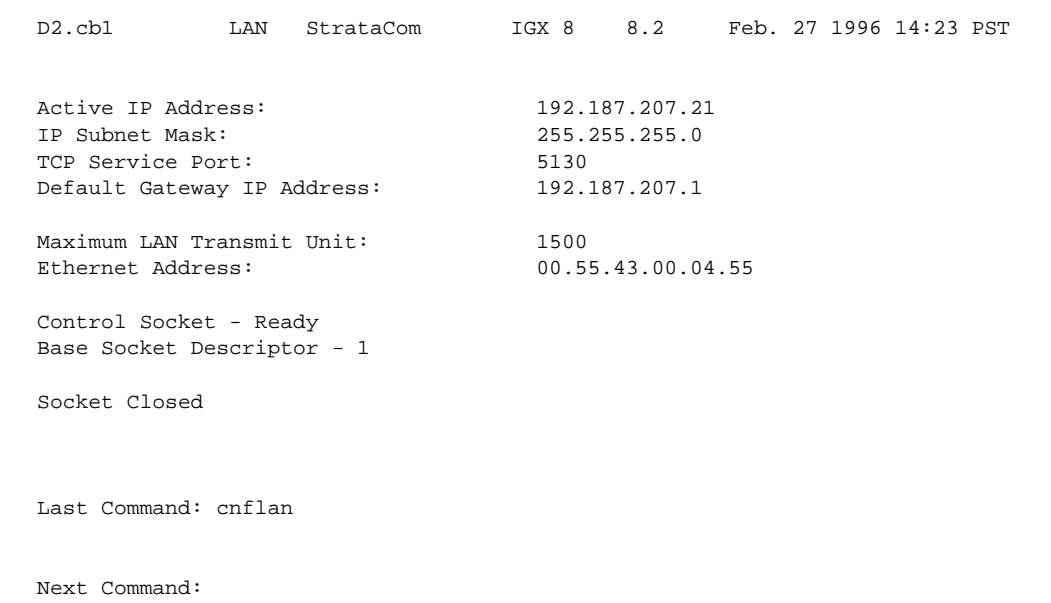 D2.cb1 LAN StrataCom IGX 8 8.2 Feb. 27 1996 14:23 PST
Active IP Address: 192.187.207.21
IP Subnet Mask: 255.255.255.0
TCP Service Port: 5130
Default Gateway IP Address: 192.187.207.1
Maximum LAN Transmit Unit: 1500
Ethernet Address: 00.55.43.00.04.55
Control Socket - Ready
Base Socket Descriptor - 1
Socket Closed
Last Command: cnflan
Next Command: